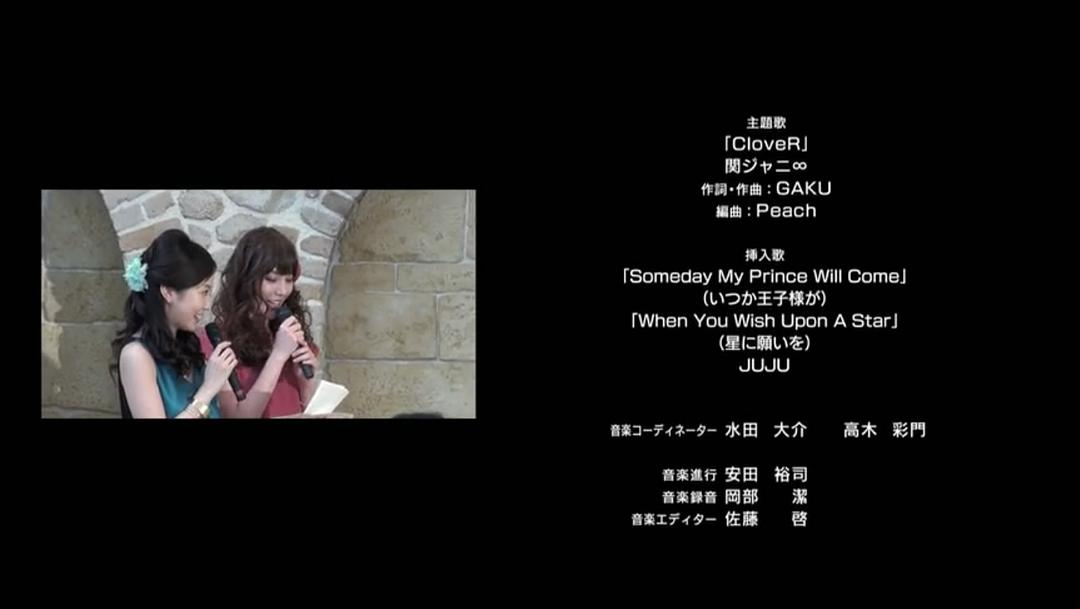 主題歌
「CloveR」
関ジャニ∞
作詞・作曲：GAKU
編曲：Peach
挿入歌
「Someday My Prince Will Come」
（いつか王子様が）
「When You Wish Upon A Star」
（星に願いを）
JUJU
音楽コーディネーター 水田 大介 高木 彩門
音楽進行 安田 裕司
音楽録音 岡部 潔
音楽エディター 佐藤 啓